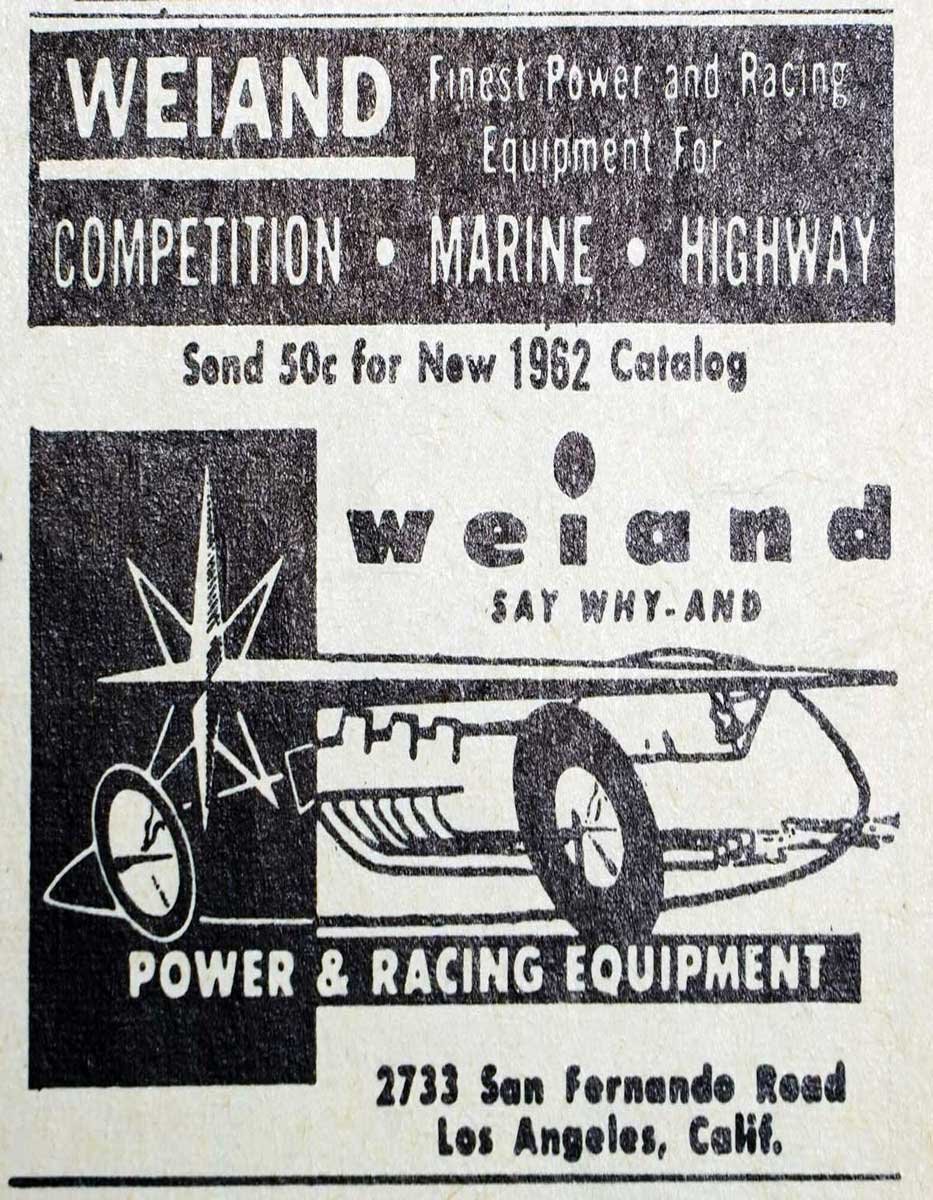 WEIAND
Finest Power and Racing
Equipment For
COMPETITION • MARINE • HIGHWAY
Send 50c for New 1962 Catalog
weiand
SAY WHY-AND
POWER & RACING EQUIPMENT
2733 San Fernando Road
Los Angeles, Calif.